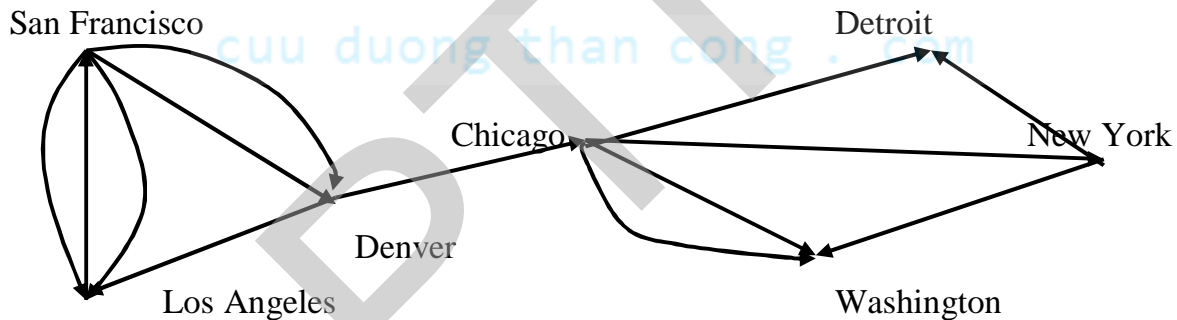 San Francisco
Detroit
cuu duong than cong . com
Chicago
New York
Denver
Los Angeles
Washington